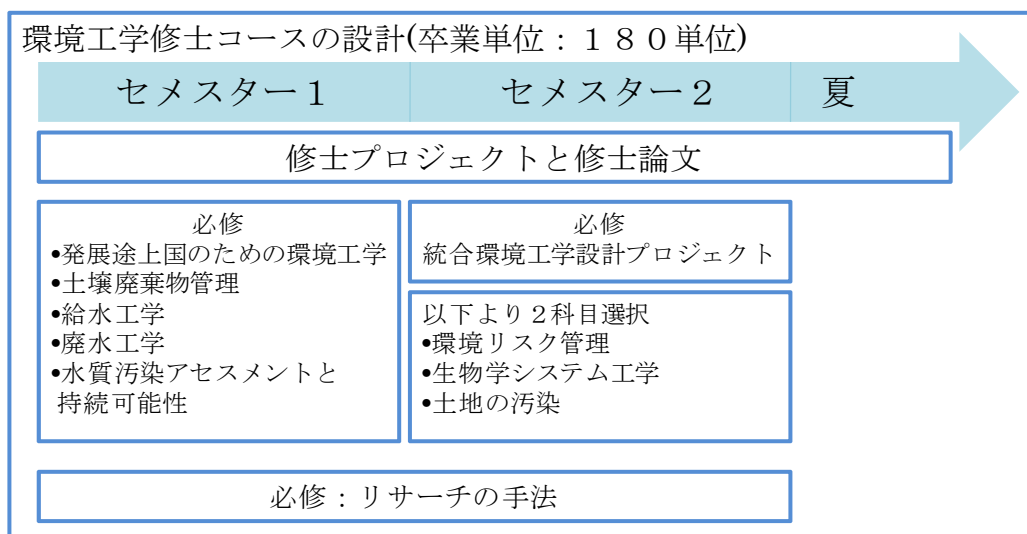 環境工学修士コースの設計(卒業単位：１８０単位)
セメスター１
セメスター２
夏
修士プロジェクトと修士論文
必修
•発展途上国のための環境工学
•土壌廃棄物管理
•給水工学
•廃水工学
•水質汚染アセスメントと
持続可能性
必修
統合環境工学設計プロジェクト
以下より２科目選択
•環境リスク管理
•生物学システム工学
•土地の汚染
必修：リサーチの手法